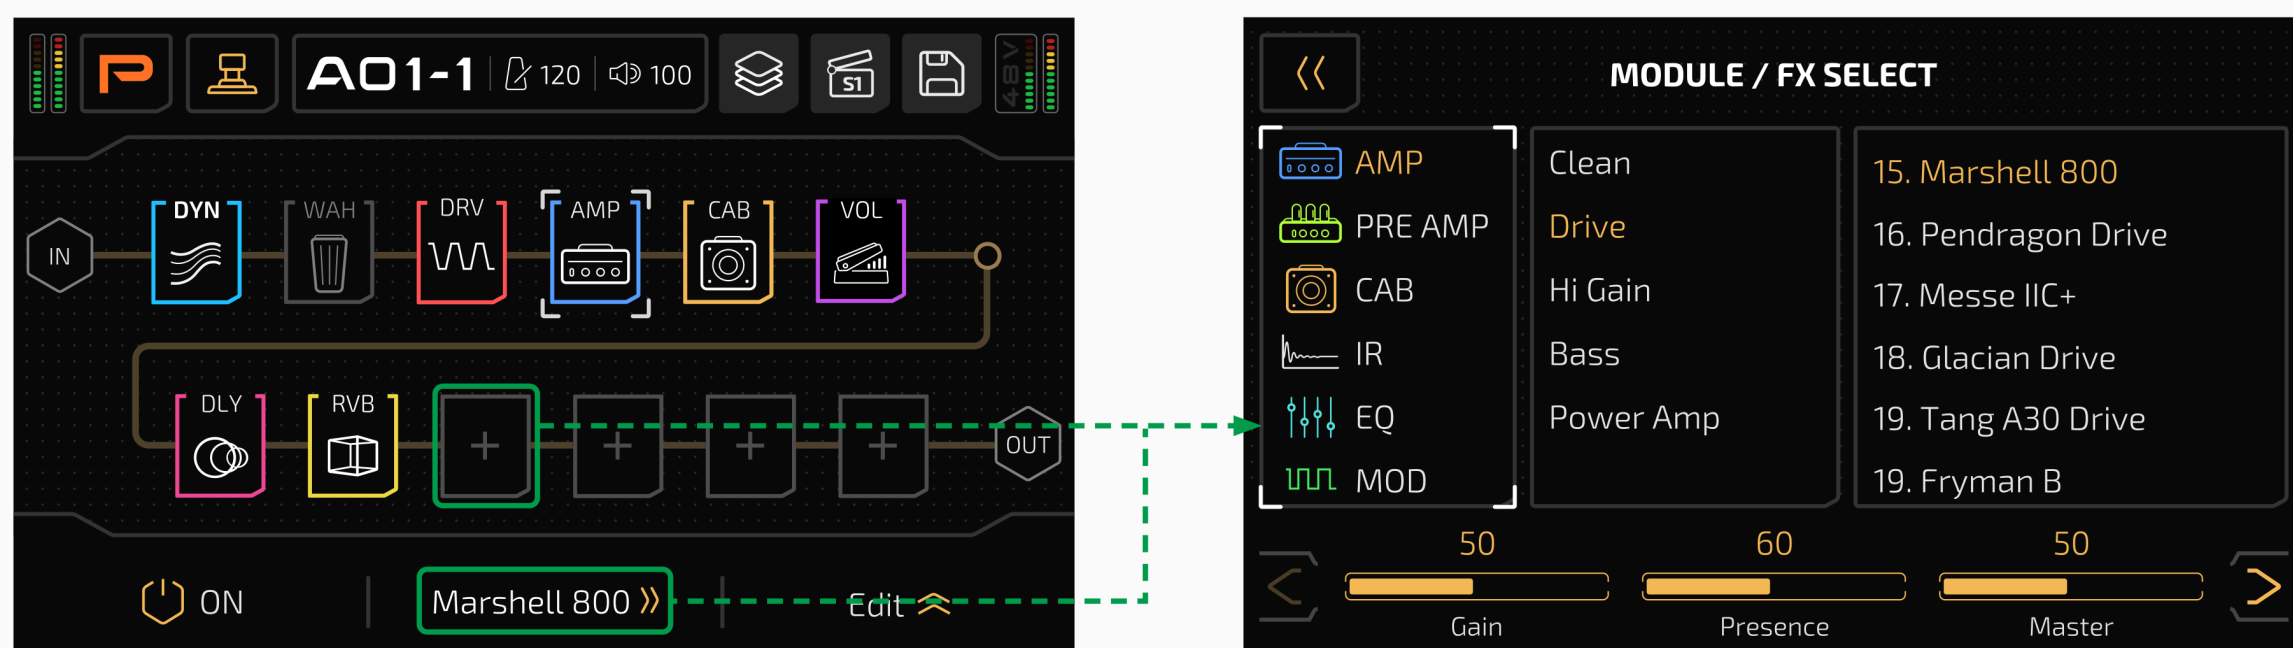 A01-1 120 100 S1 48V
DYN WAH DRV AMP CAB VOL
IN
DLY RVB
+ + + +
OUT
ON Marshell 800 Edit
MODULE / FX SELECT
AMP
PRE AMP
CAB
IR
EQ
MOD
Clean
Drive
Hi Gain
Bass
Power Amp
15. Marshell 800
16. Pendragon Drive
17. Messe IIC+
18. Glacian Drive
19. Tang A30 Drive
19. Fryman B
50 60 50
Gain Presence Master